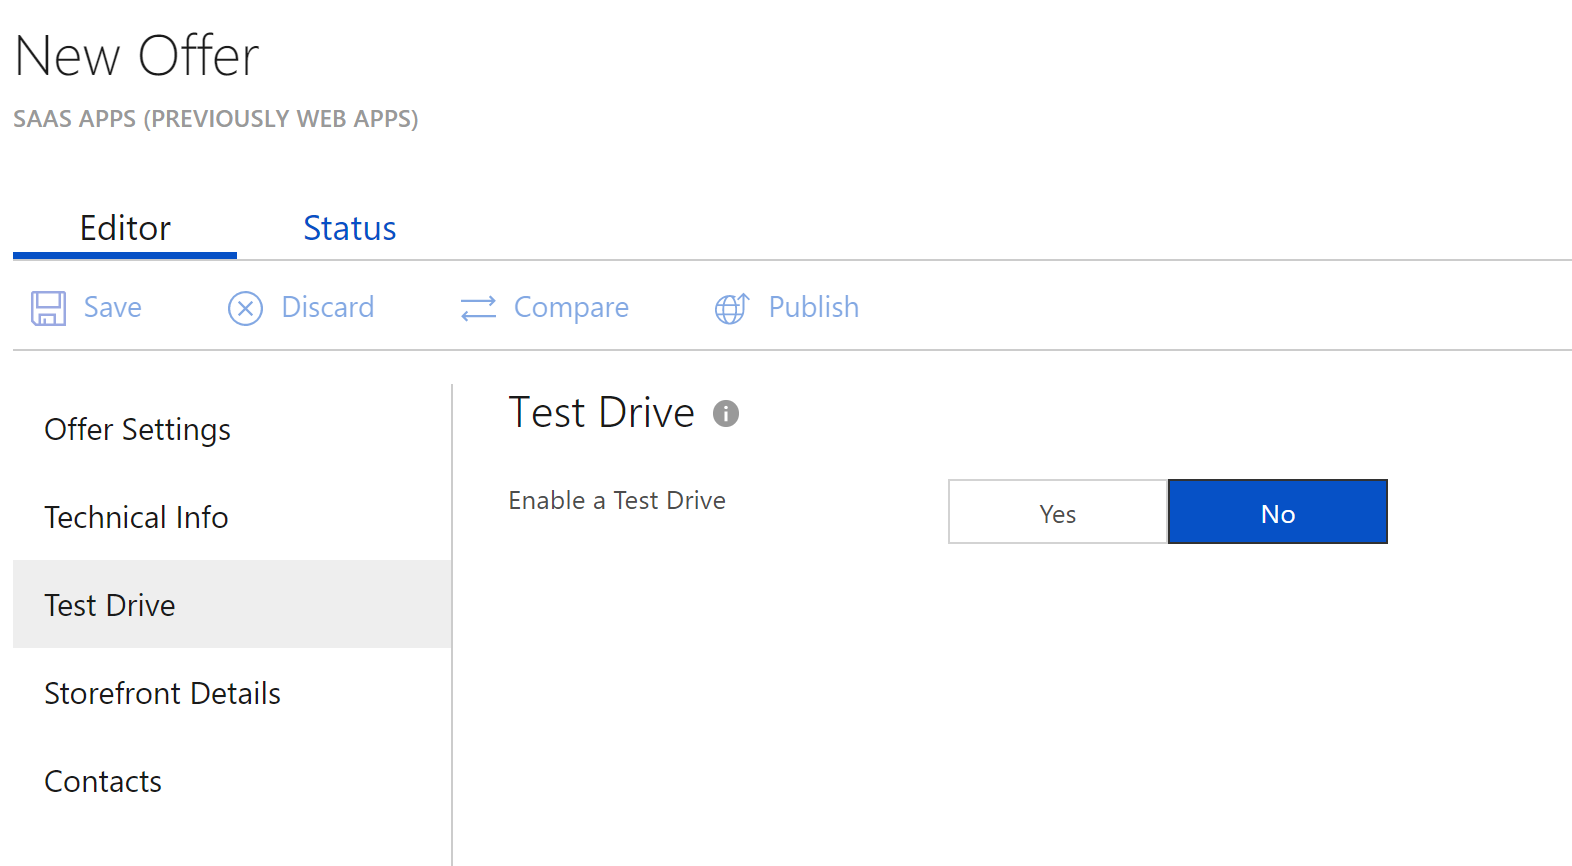 New Offer
SAAS APPS (PREVIOUSLY WEB APPS)
Editor Status
Save Discard Compare Publish
Offer Settings
Technical Info
Test Drive
Storefront Details
Contacts
Test Drive
Enable a Test Drive Yes No